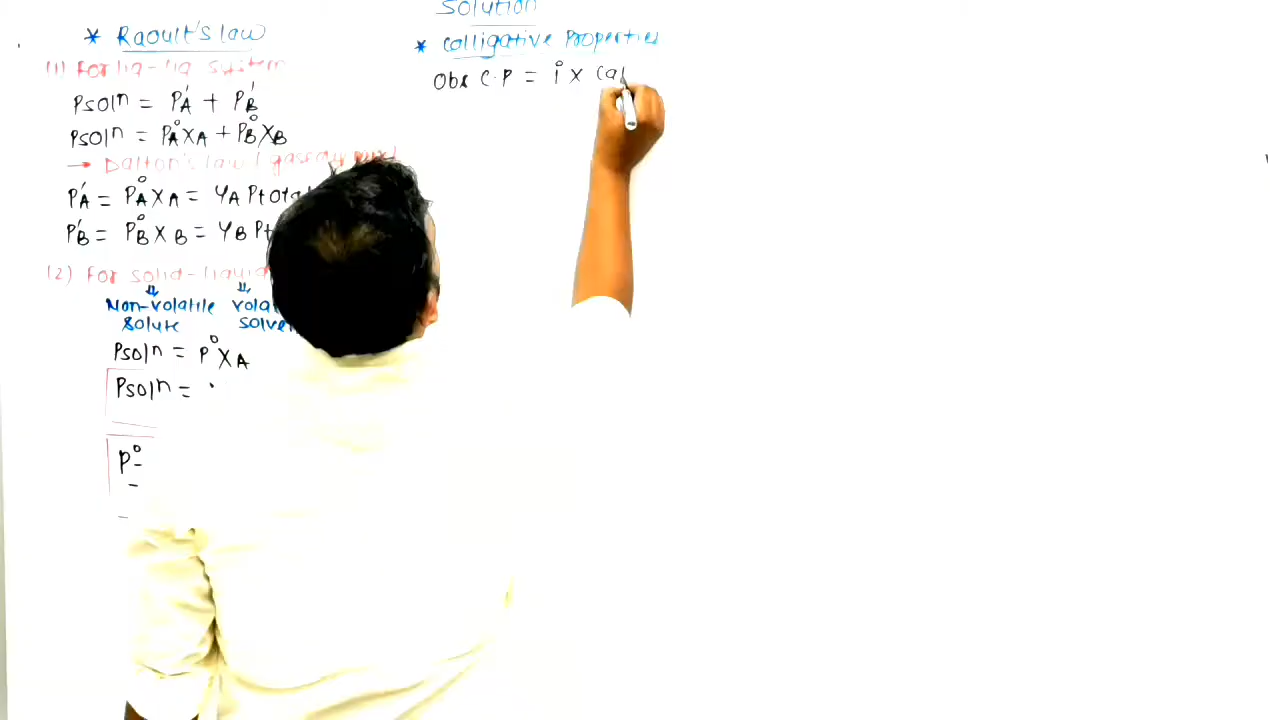 Solution
* Raoult's law
(1) For liq-liq system
Psoln = P'A + P'B
Psoln = P°A XA + P°B XB
→ Dalton's law
P'A = P°A XA = YA Ptotal
P'B = P°B XB = YB Pt
(2) For solid-liquid
⇓ ⇓
Non-volatile
solute
Psoln = P° XA
Psoln =
P° -
* Colligative Properties
Obs C.P = i × Cal